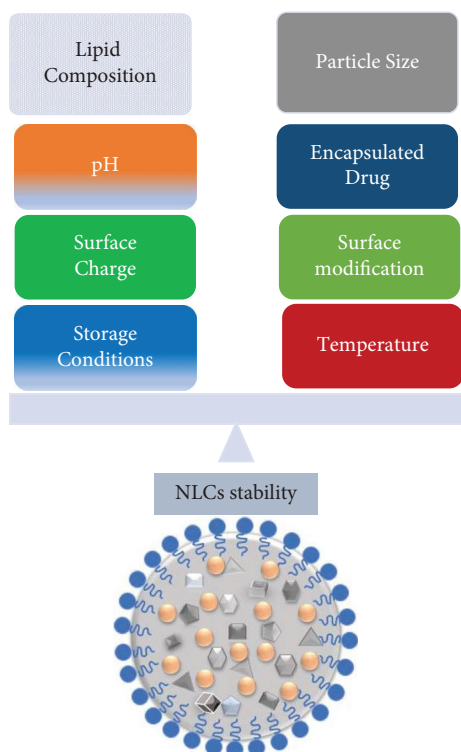 Lipid
Composition
Particle Size
pH
Encapsulated
Drug
Surface
Charge
Surface
modification
Storage
Conditions
Temperature
NLCs stability